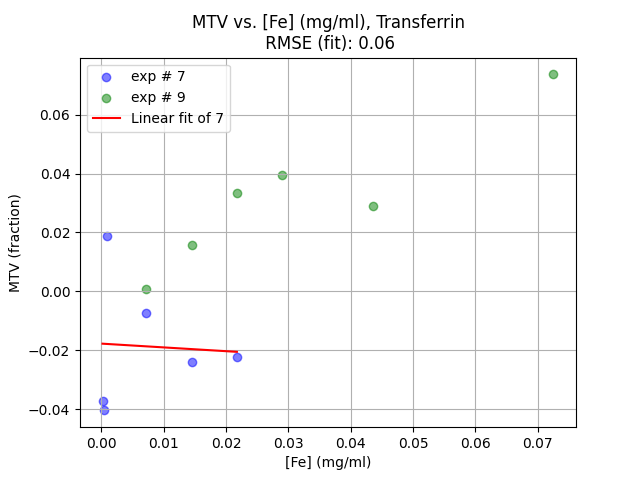 MTV vs. [Fe] (mg/ml), Transferrin
RMSE (fit): 0.06
exp # 7
exp # 9
Linear fit of 7
MTV (fraction)
0.06
0.04
0.02
0.00
−0.02
−0.04
0.00 0.01 0.02 0.03 0.04 0.05 0.06 0.07
[Fe] (mg/ml)